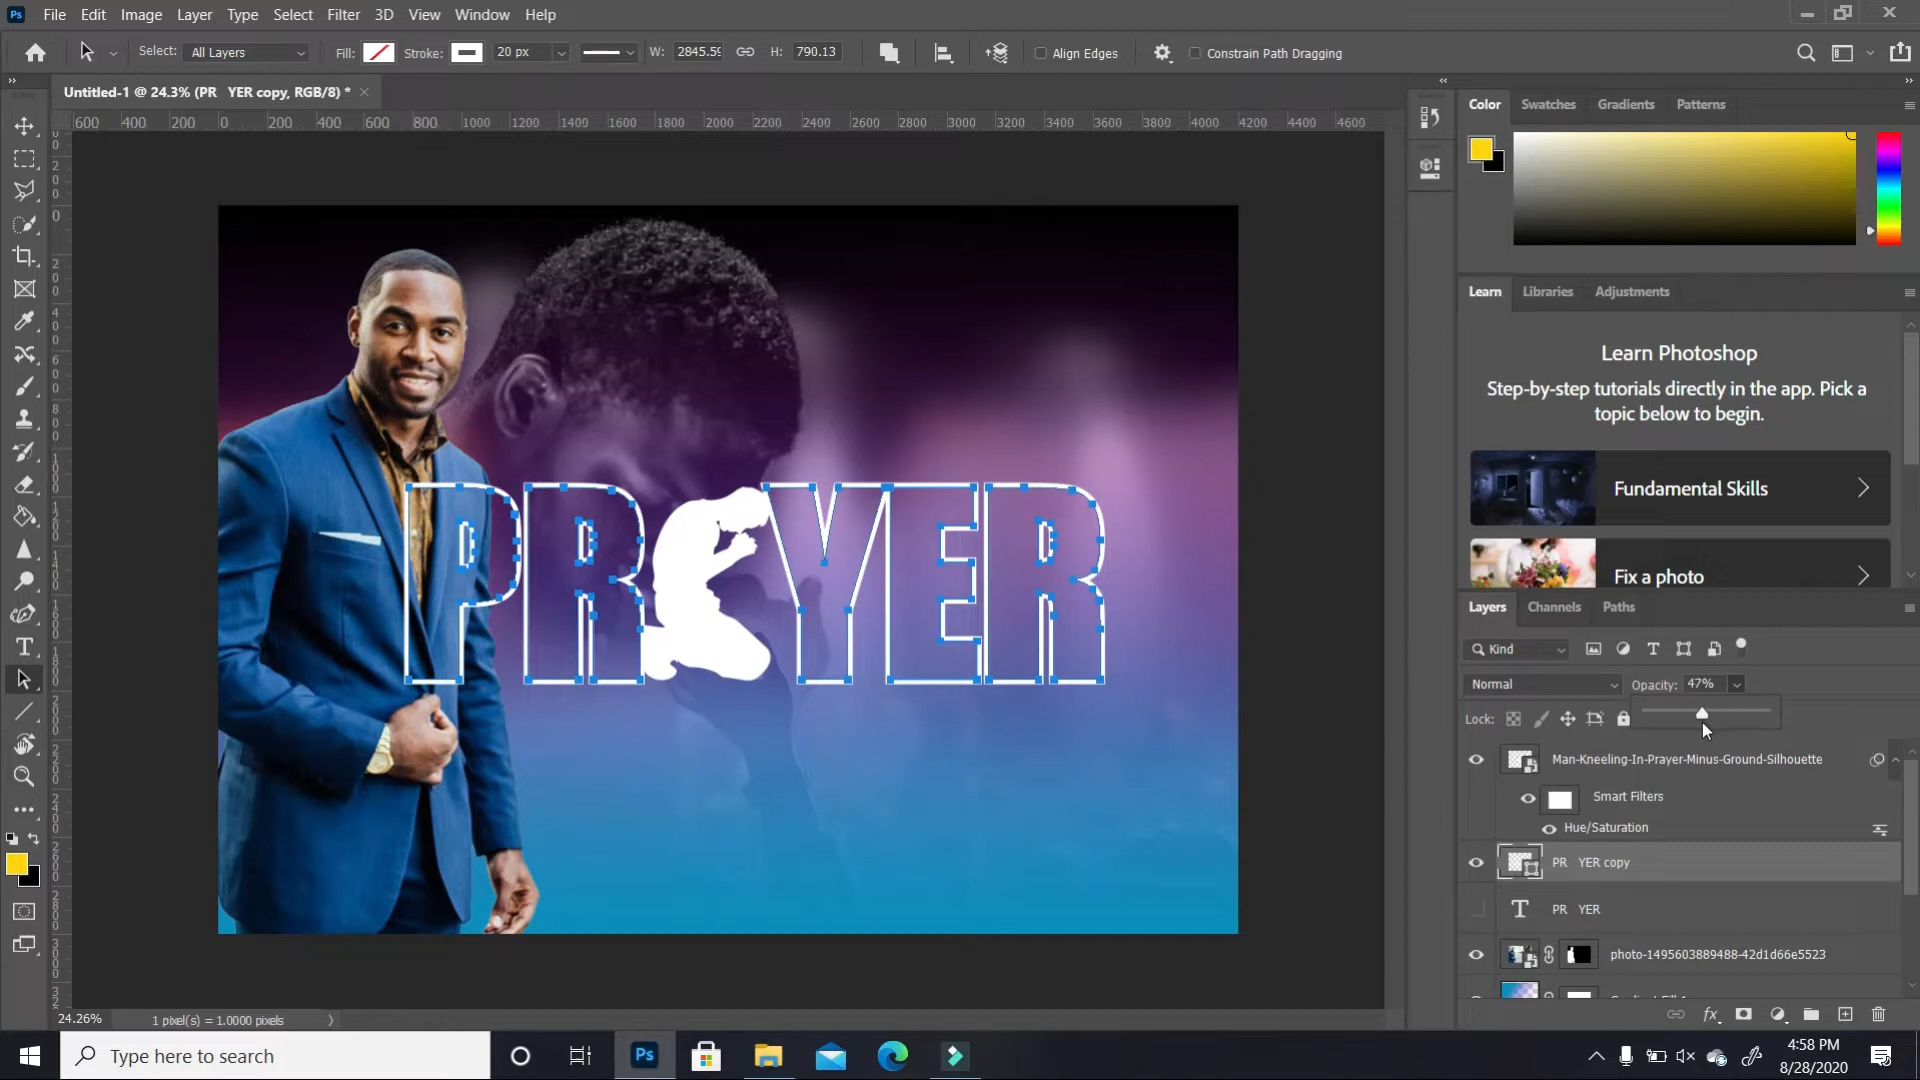 Ps File Edit Image Layer Type Select Filter 3D View Window Help
Select: All Layers Fill: Stroke: 20 px W: 2845.59 H: 790.13 Align Edges Constrain Path Dragging
Untitled-1 @ 24.3% (PR YER copy, RGB/8) *
600 400 200 0 200 400 600 800 1000 1200 1400 1600 1800 2000 2200 2400 2600 2800 3000 3200 3400 3600 3800 4000 4200 4400 4600
PR YER
Color Swatches Gradients Patterns
Learn Libraries Adjustments
Learn Photoshop
Step-by-step tutorials directly in the app. Pick a
topic below to begin.
Fundamental Skills
Fix a photo
Layers Channels Paths
Kind
Normal Opacity: 47%
Lock:
Man-Kneeling-In-Prayer-Minus-Ground-Silhouette
Smart Filters
Hue/Saturation
PR YER copy
T PR YER
photo-1495603889488-42d1d66e5523
24.26% 1 pixel(s) = 1.0000 pixels
Type here to search
Ps
4:58 PM
8/28/2020